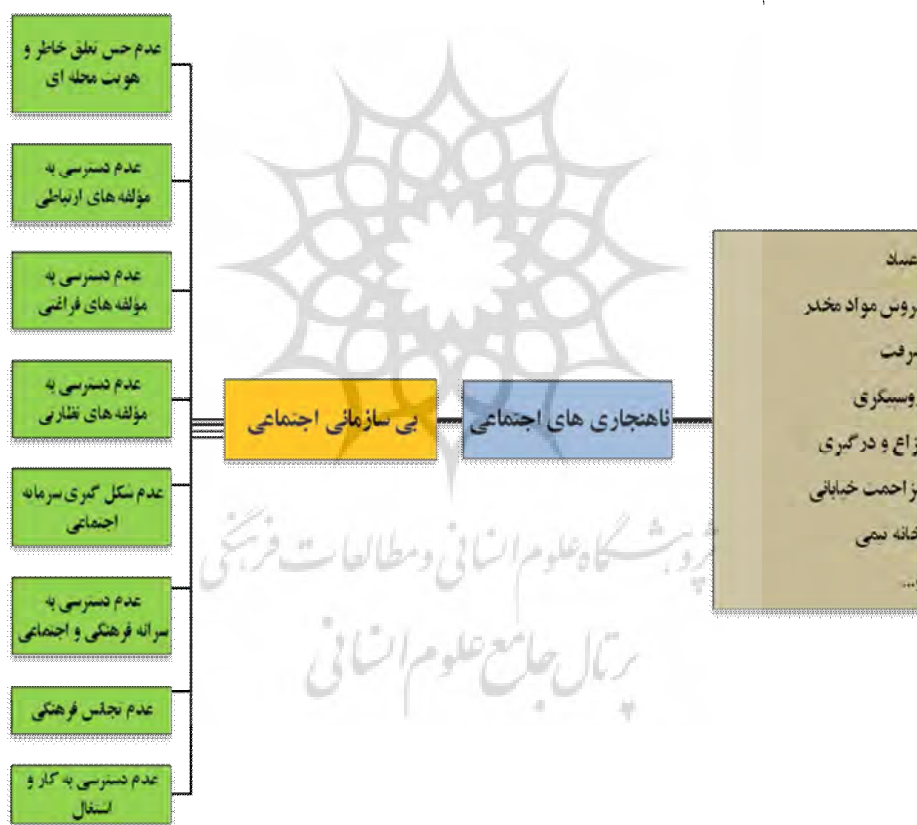 عدم حس تعلق خاطر و
هویت محله ای
عدم دسترسی به
مؤلفه های ارتباطی
عدم دسترسی به
مؤلفه های فراغتی
عدم دسترسی به
مؤلفه های نظارتی
عدم شکل گیری سرمایه
اجتماعی
عدم دسترسی به
سرانه فرهنگی و اجتماعی
عدم تجانس فرهنگی
عدم دسترسی به کار و
اشتغال
بی سازمانی اجتماعی
ناهنجاری های اجتماعی
مواد مخدر
و درگیری
خیابانی
خانه تیمی
...
پژوهشگاه علوم انسانی و مطالعات فرهنگی
پرتال جامع علوم انسانی